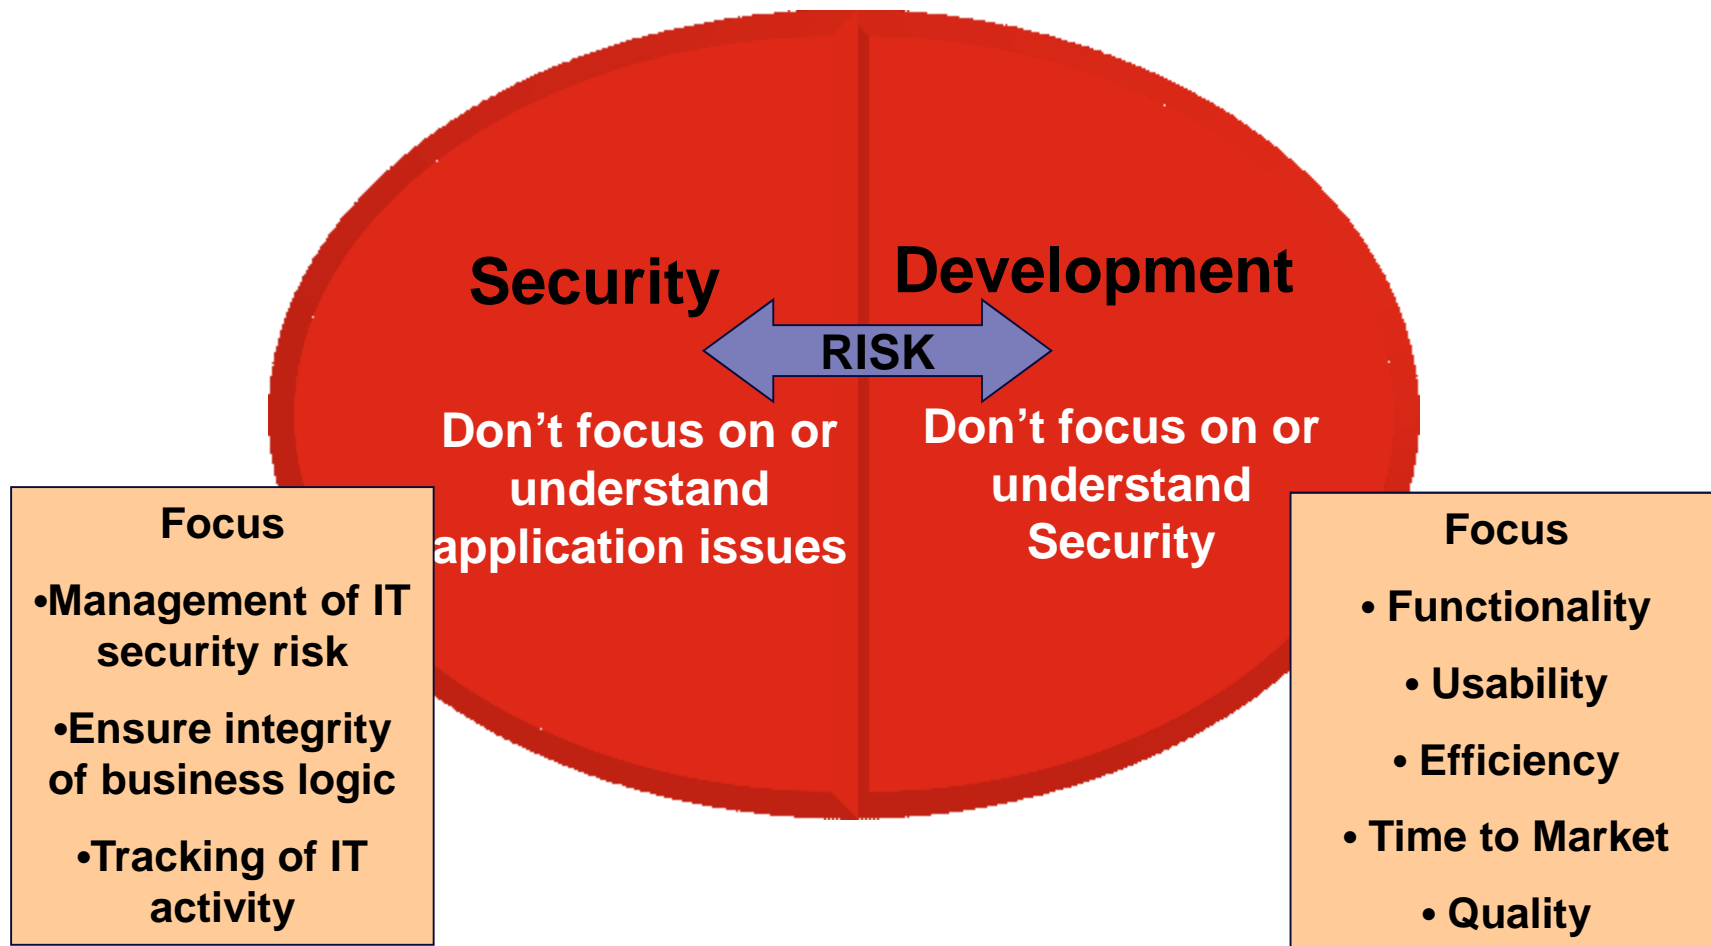 Security
Development
RISK
Don’t focus on or
understand
application issues
Don’t focus on or
understand
Security
Focus
•Management of IT
security risk
•Ensure integrity
of business logic
•Tracking of IT
activity
Focus
• Functionality
• Usability
• Efficiency
• Time to Market
• Quality